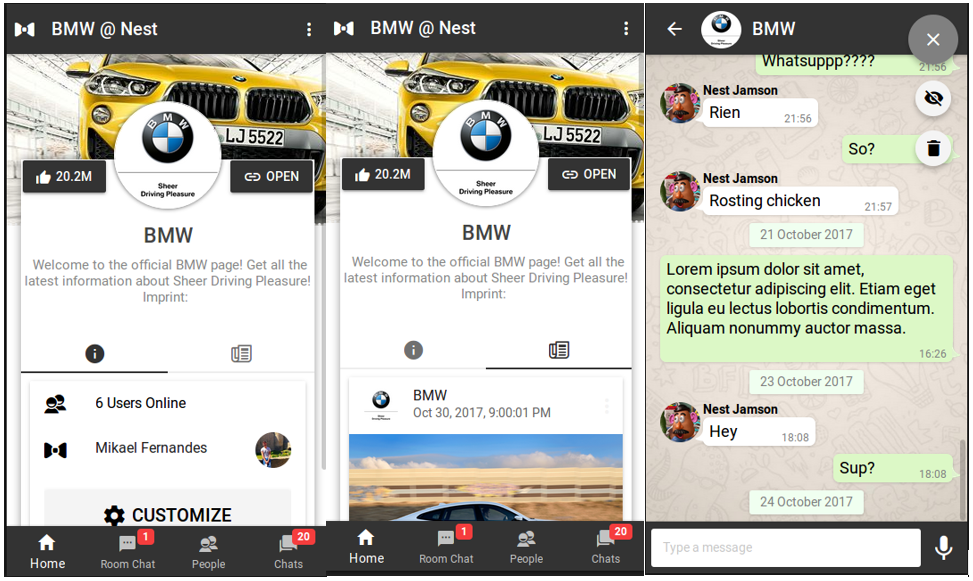 BMW @ Nest
LJ 5522
BMW
Sheer
Driving Pleasure
20.2M
OPEN
BMW
Welcome to the official BMW page! Get all the
latest information about Sheer Driving Pleasure!
Imprint:
6 Users Online
Mikael Fernandes
CUSTOMIZE
1
20
Home
Room Chat
People
Chats
BMW @ Nest
LJ 5522
BMW
Sheer
Driving Pleasure
20.2M
OPEN
BMW
Welcome to the official BMW page! Get all the
latest information about Sheer Driving Pleasure!
Imprint:
BMW
Oct 30, 2017, 9:00:01 PM
1
20
Home
Room Chat
People
Chats
BMW
Whatsuppp????
21:56
Nest Jamson
Rien
21:56
So?
Nest Jamson
Rosting chicken
21:57
21 October 2017
Lorem ipsum dolor sit amet,
consectetur adipiscing elit. Etiam eget
ligula eu lectus lobortis condimentum.
Aliquam nonummy auctor massa.
16:26
23 October 2017
Nest Jamson
Hey
18:08
Sup?
18:08
24 October 2017
Type a message